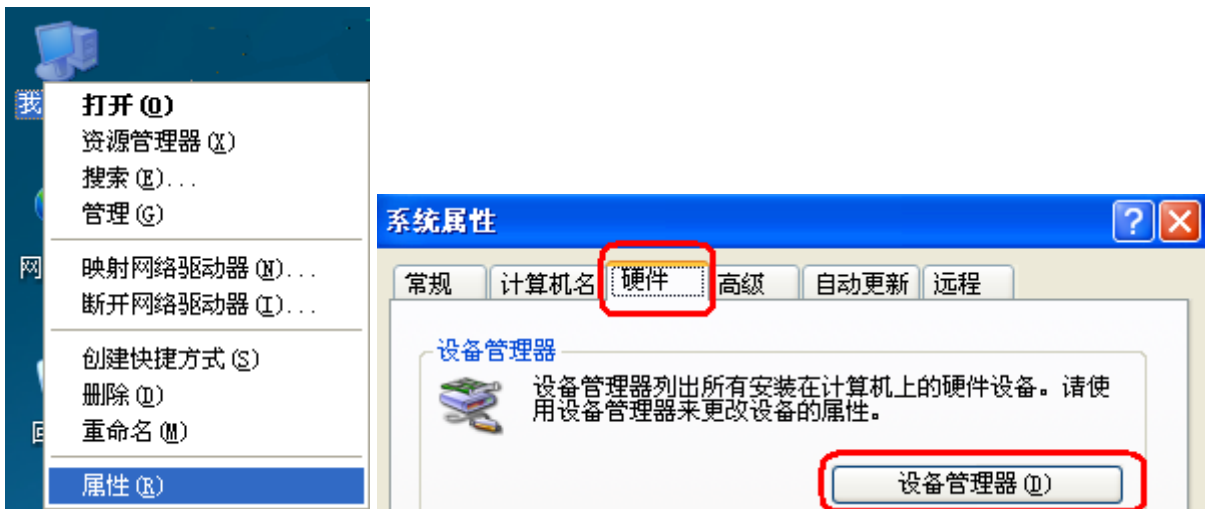 我
网
打开(O)
资源管理器(X)
搜索(E)...
管理(G)
映射网络驱动器(N)...
断开网络驱动器(I)...
创建快捷方式(S)
删除(D)
重命名(M)
属性(R)
系统属性
常规 计算机名 硬件 高级 自动更新 远程
设备管理器
设备管理器列出所有安装在计算机上的硬件设备。请使
用设备管理器来更改设备的属性。
设备管理器(D)